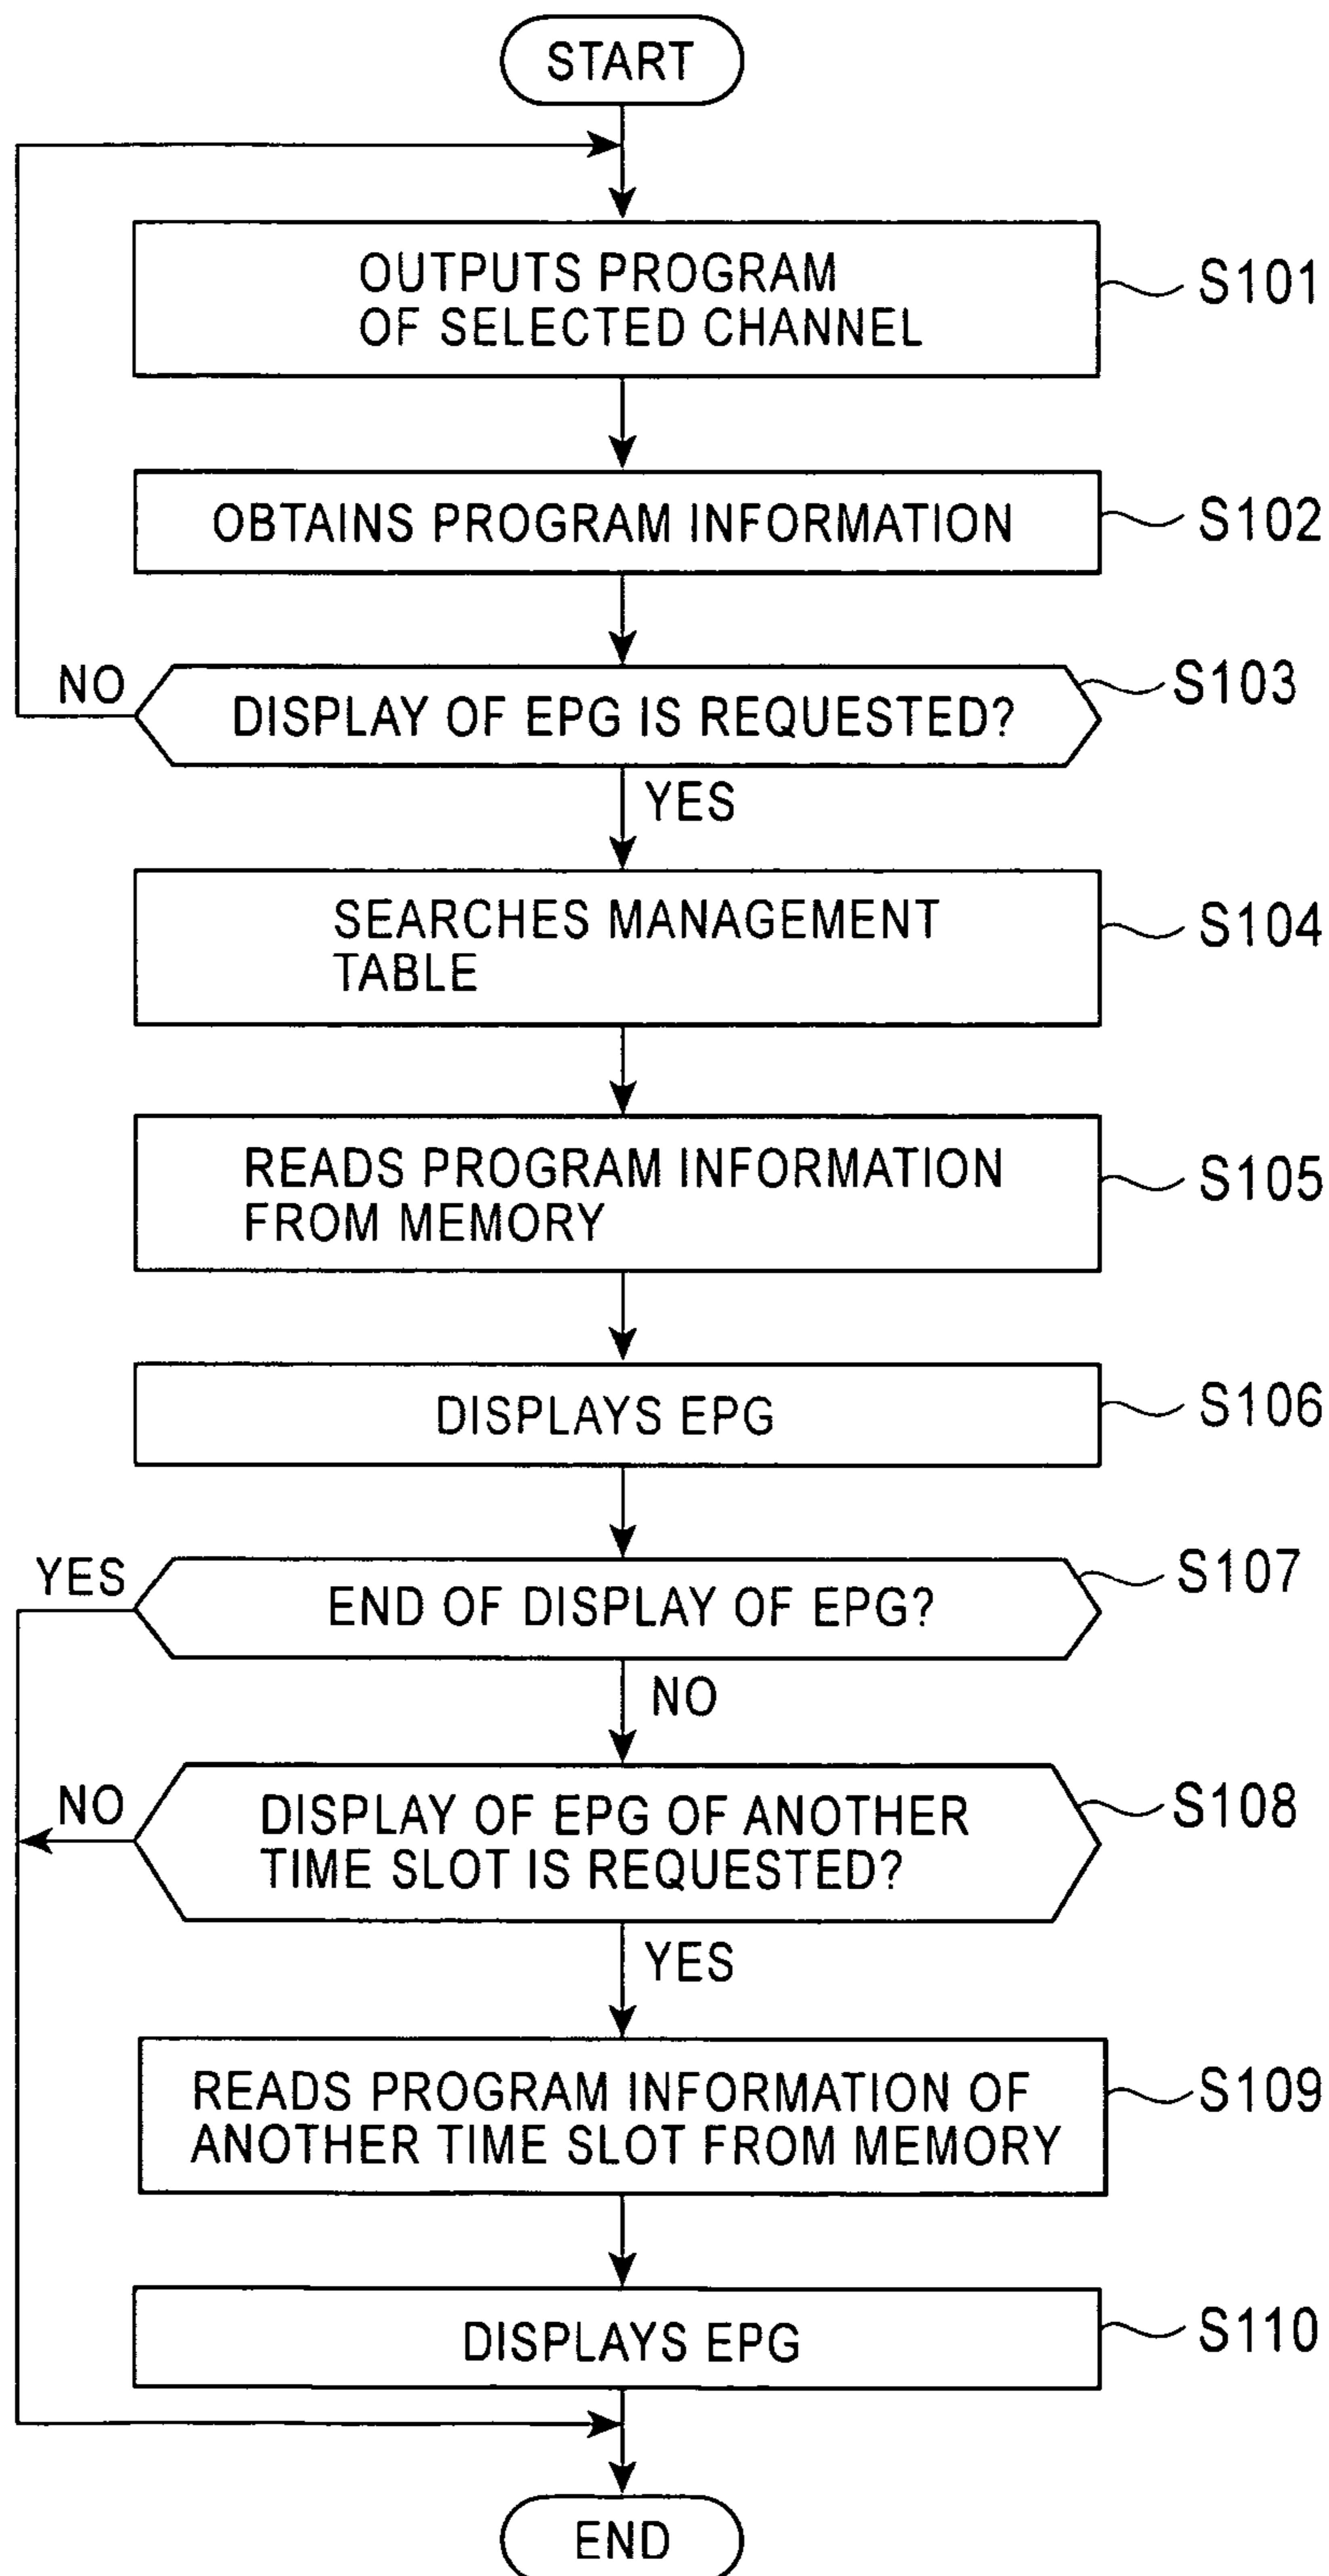 START
OUTPUTS PROGRAM
OF SELECTED CHANNEL
S101
OBTAINS PROGRAM INFORMATION
S102
NO
DISPLAY OF EPG IS REQUESTED?
S103
YES
SEARCHES MANAGEMENT
TABLE
S104
READS PROGRAM INFORMATION
FROM MEMORY
S105
DISPLAYS EPG
S106
YES
END OF DISPLAY OF EPG?
S107
NO
NO
DISPLAY OF EPG OF ANOTHER
TIME SLOT IS REQUESTED?
S108
YES
READS PROGRAM INFORMATION OF
ANOTHER TIME SLOT FROM MEMORY
S109
DISPLAYS EPG
S110
END